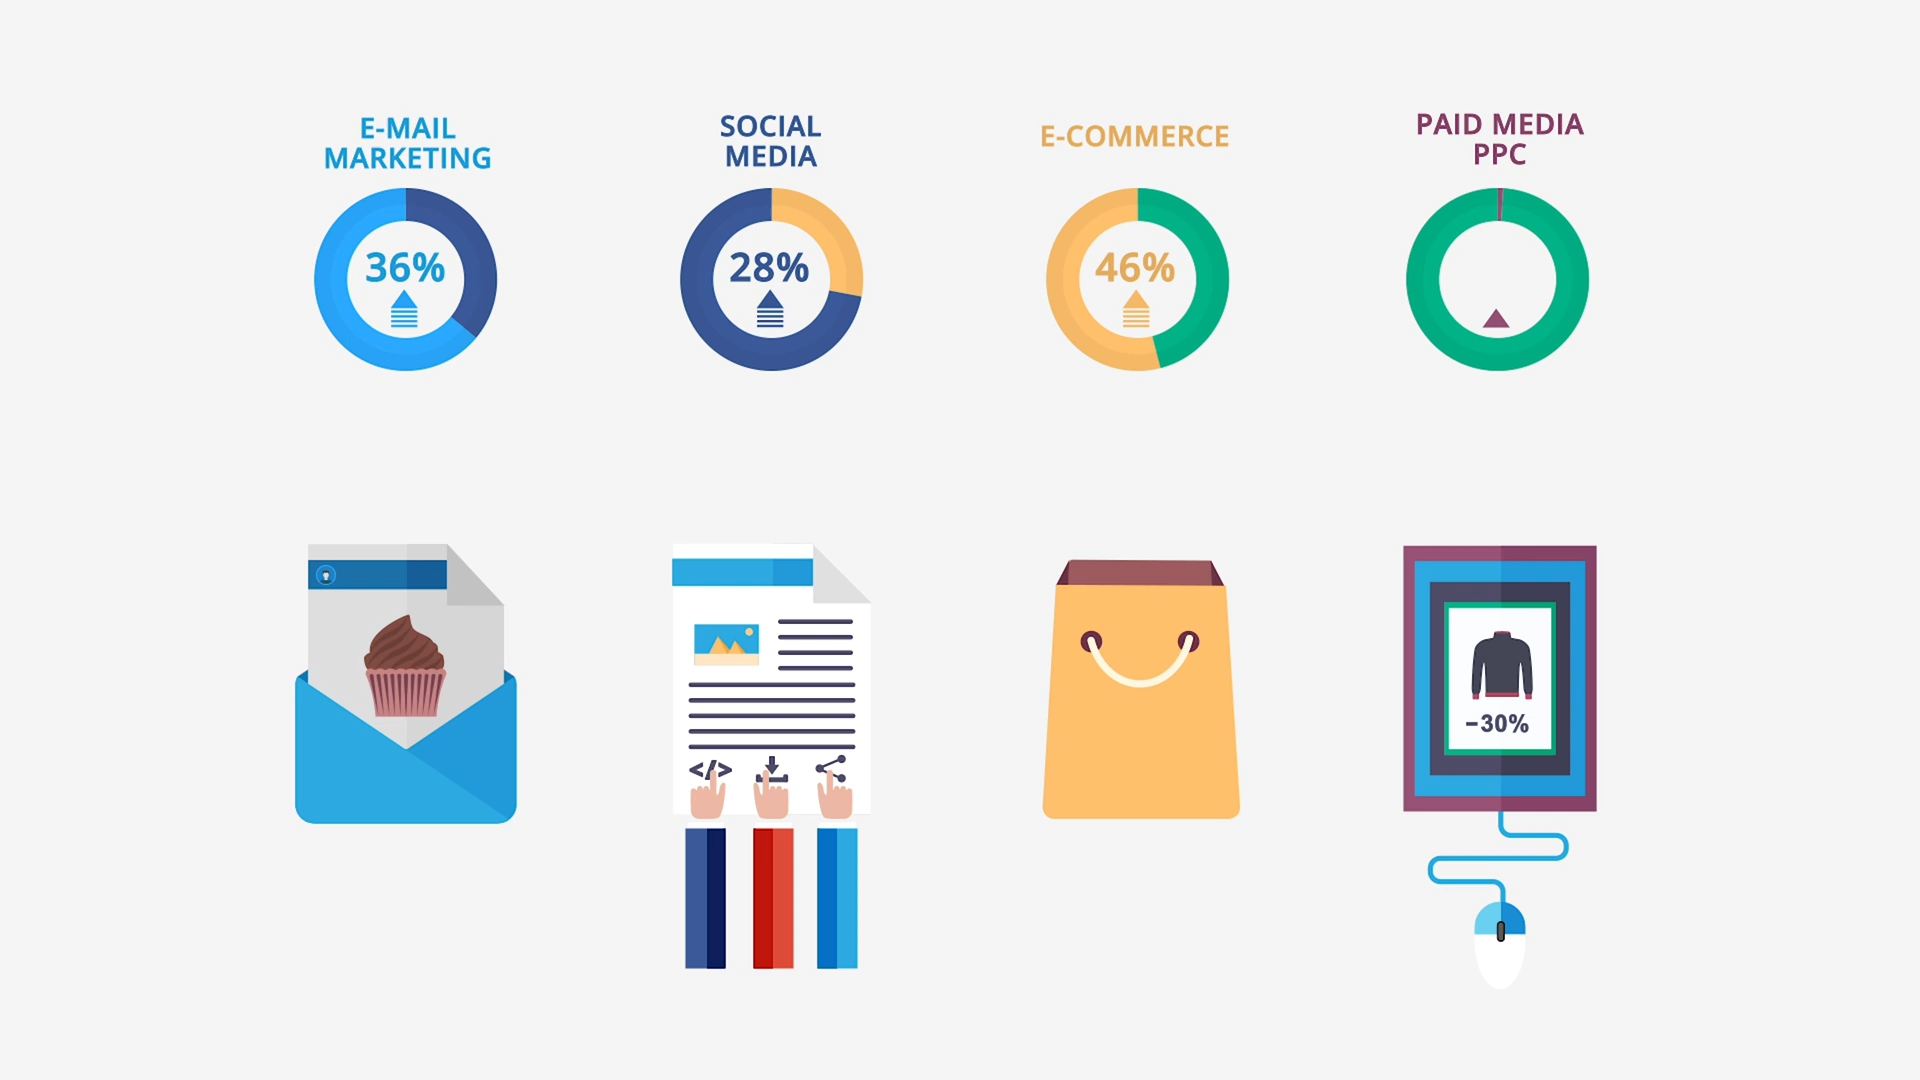 E-MAIL
MARKETING
SOCIAL
MEDIA
E-COMMERCE
PAID MEDIA
PPC
36%
28%
46%
</>
-30%